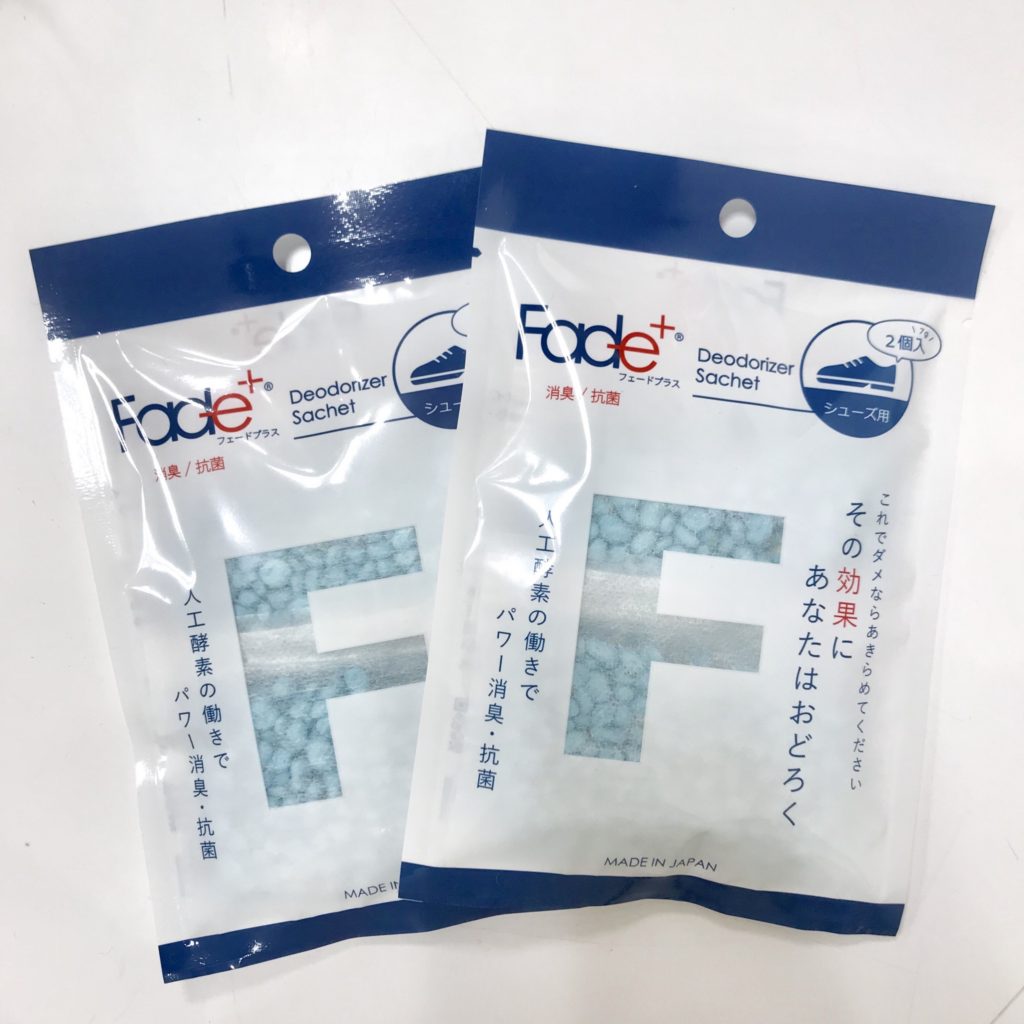 Fade+®
フェードプラス
Deodorizer
Sachet
消臭 / 抗菌
シュー
人工酵素の働きで
パワー消臭・抗菌
MADE IN
Fade+®
フェードプラス
Deodorizer
Sachet
消臭 / 抗菌
7g
2個入
シューズ用
これでダメならあきらめてください
その効果に
あなたはおどろく
人工酵素の働きで
パワー消臭・抗菌
MADE IN JAPAN